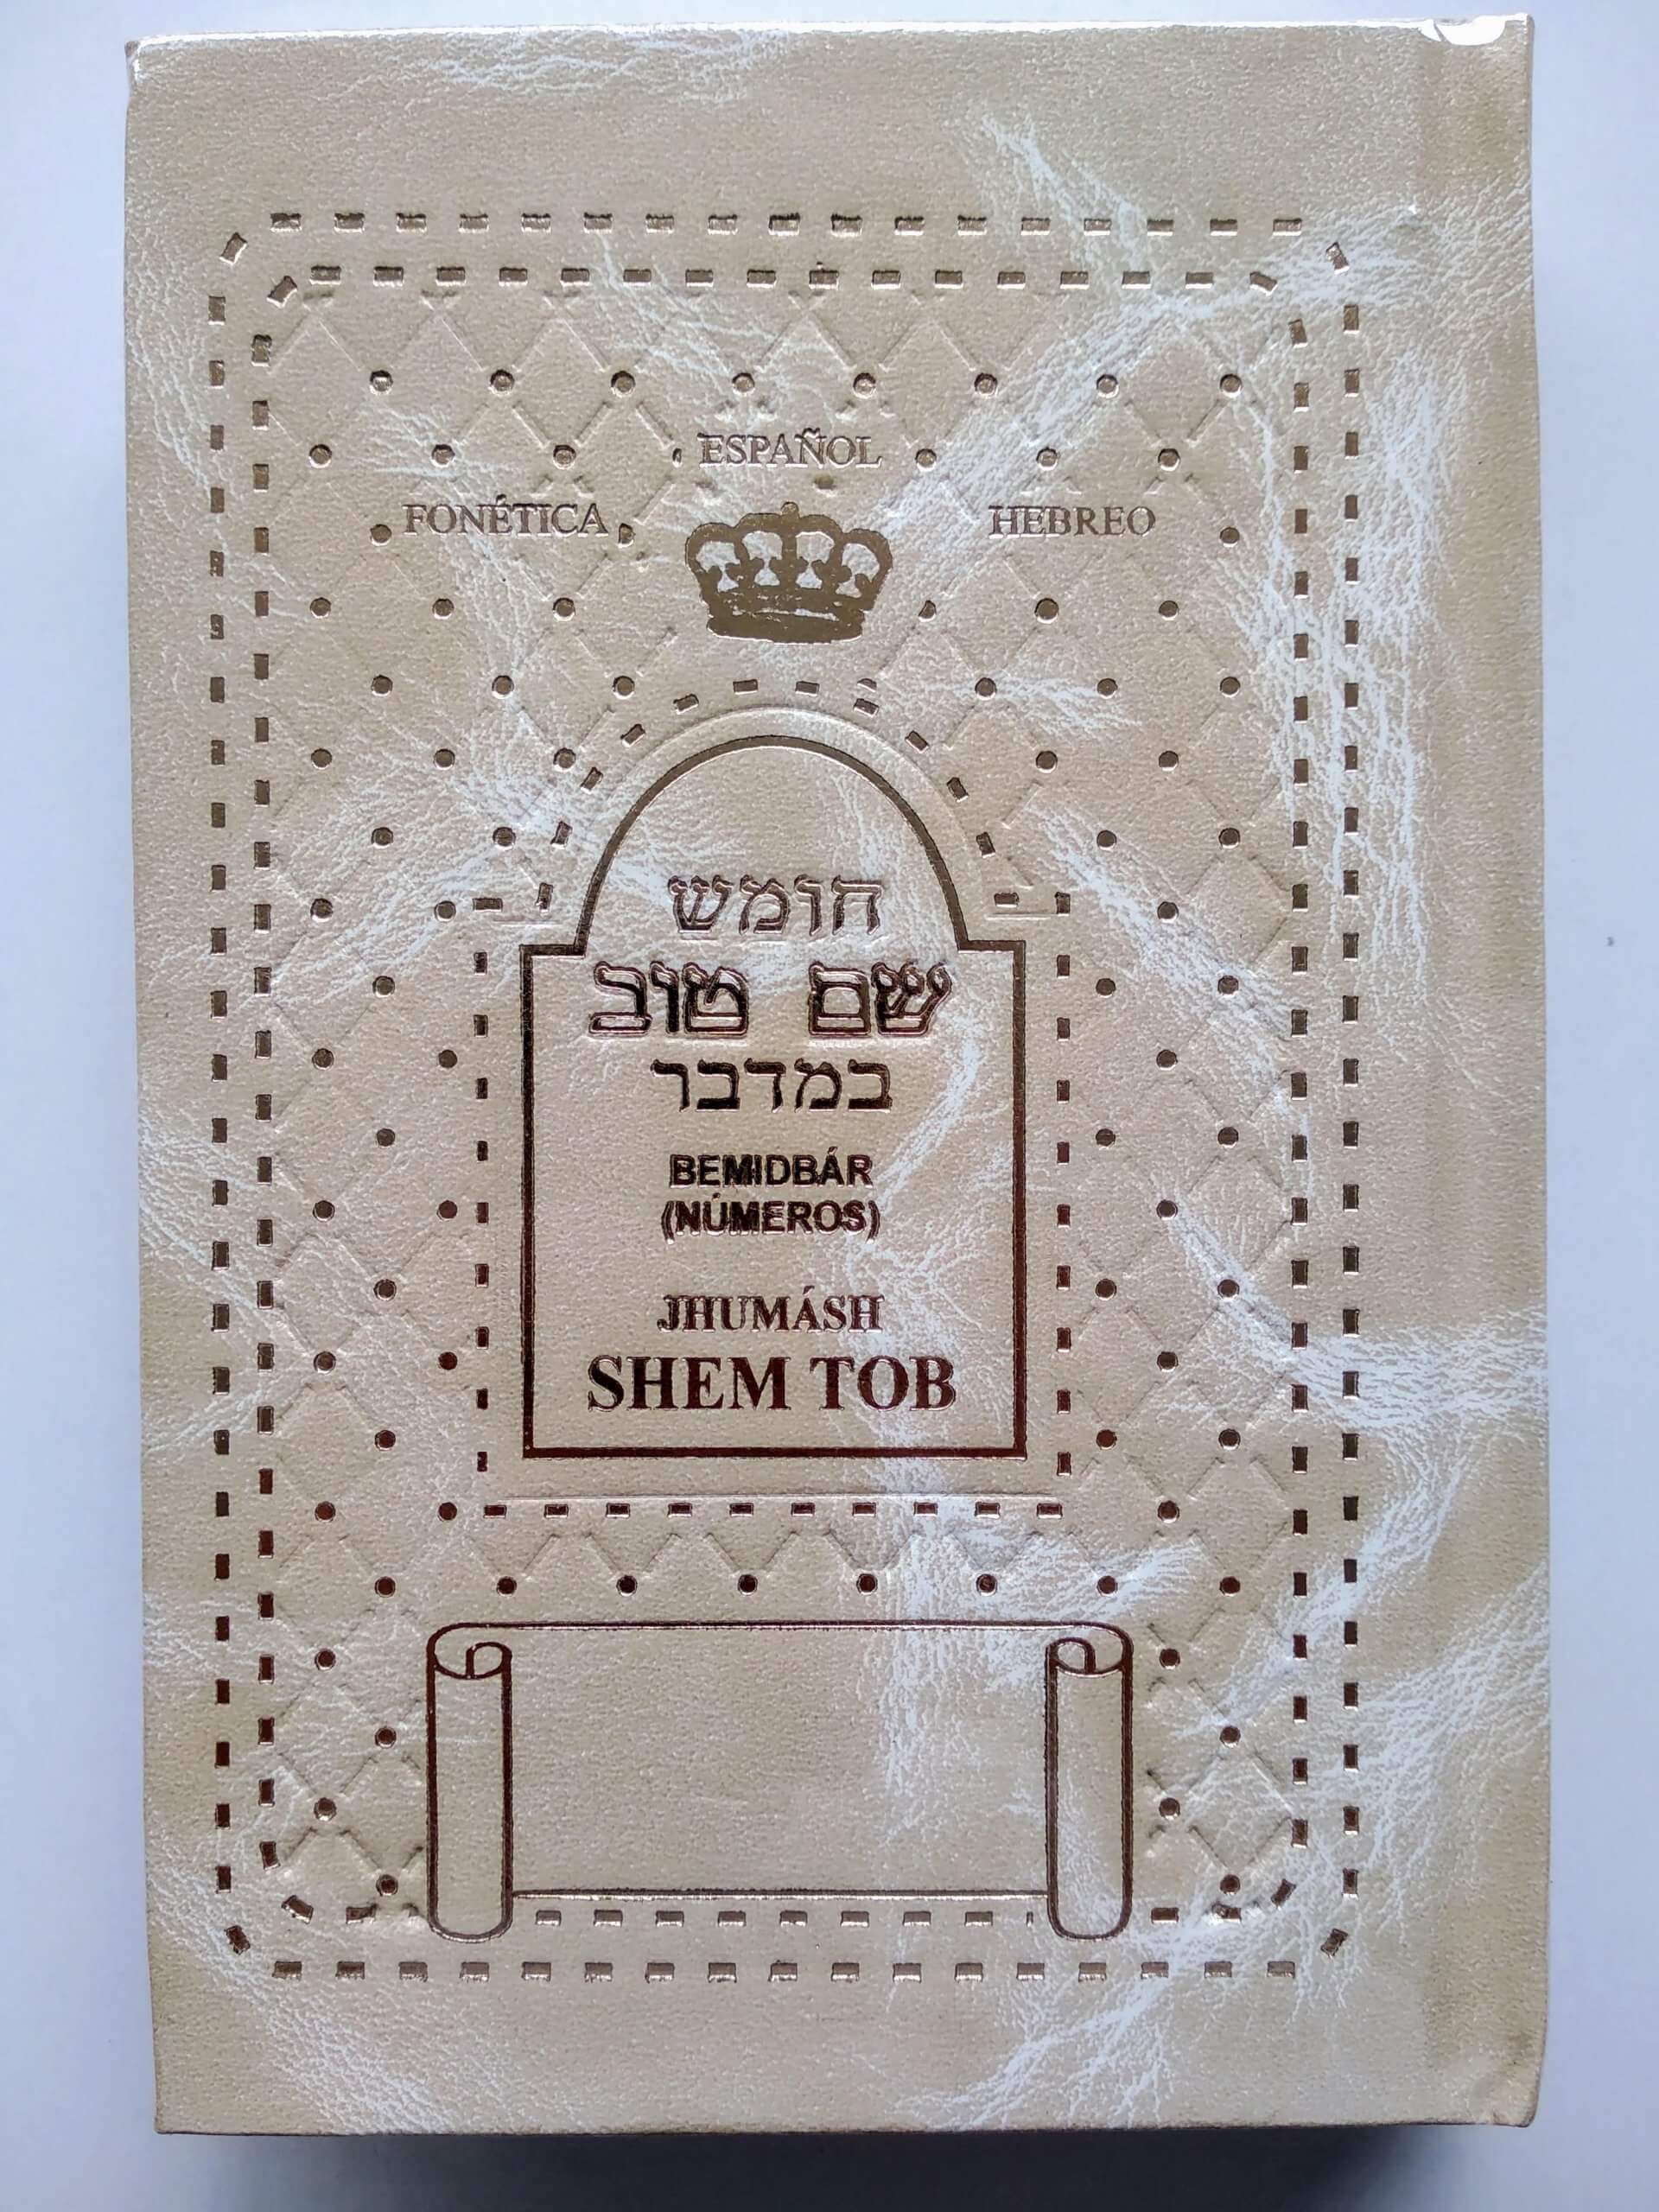 ESPAÑOL
FONÉTICA HEBREO
חומש
שם טוב
במדבר
BEMIDBÁR
(NÚMEROS)
JHUMÁSH
SHEM TOB